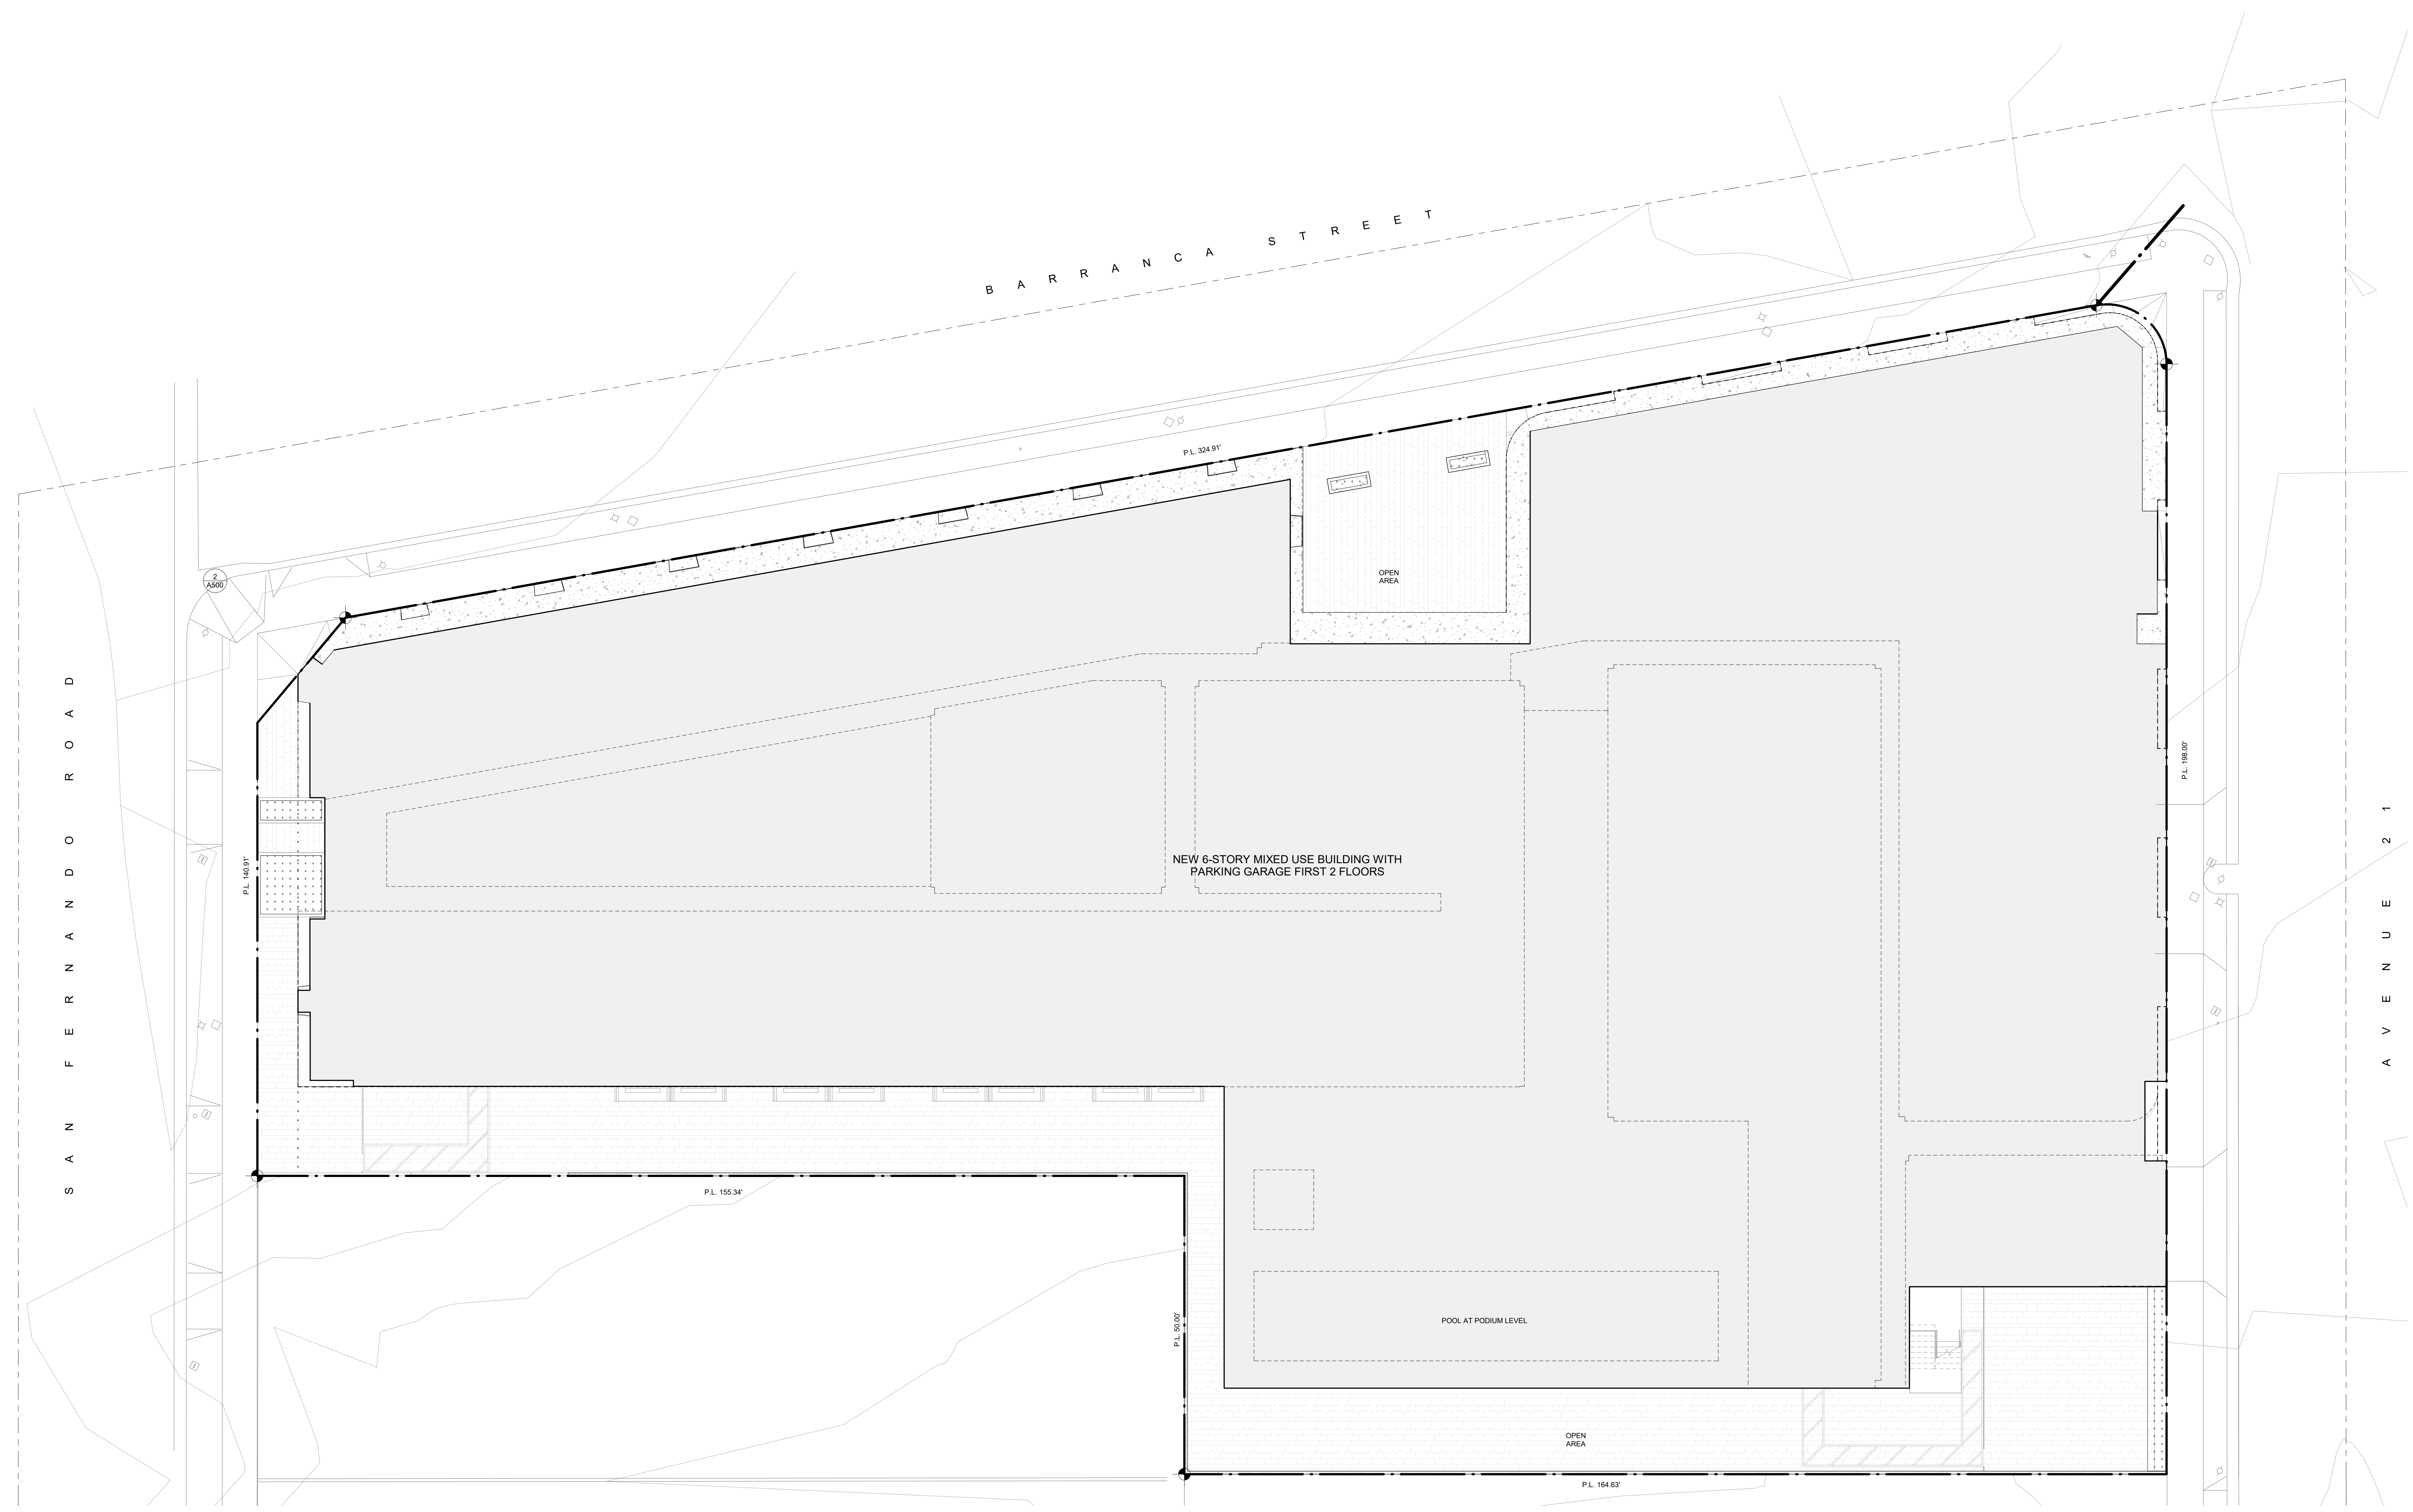 BARRANCA STREET
P.L. 324.91'
OPEN
AREA
2
A500
SAN FERNANDO ROAD
P.L. 140.91'
P.L. 198.00'
AVENUE 21
NEW 6-STORY MIXED USE BUILDING WITH
PARKING GARAGE FIRST 2 FLOORS
P.L. 155.34'
P.L. 50.00'
POOL AT PODIUM LEVEL
OPEN
AREA
P.L. 164.63'